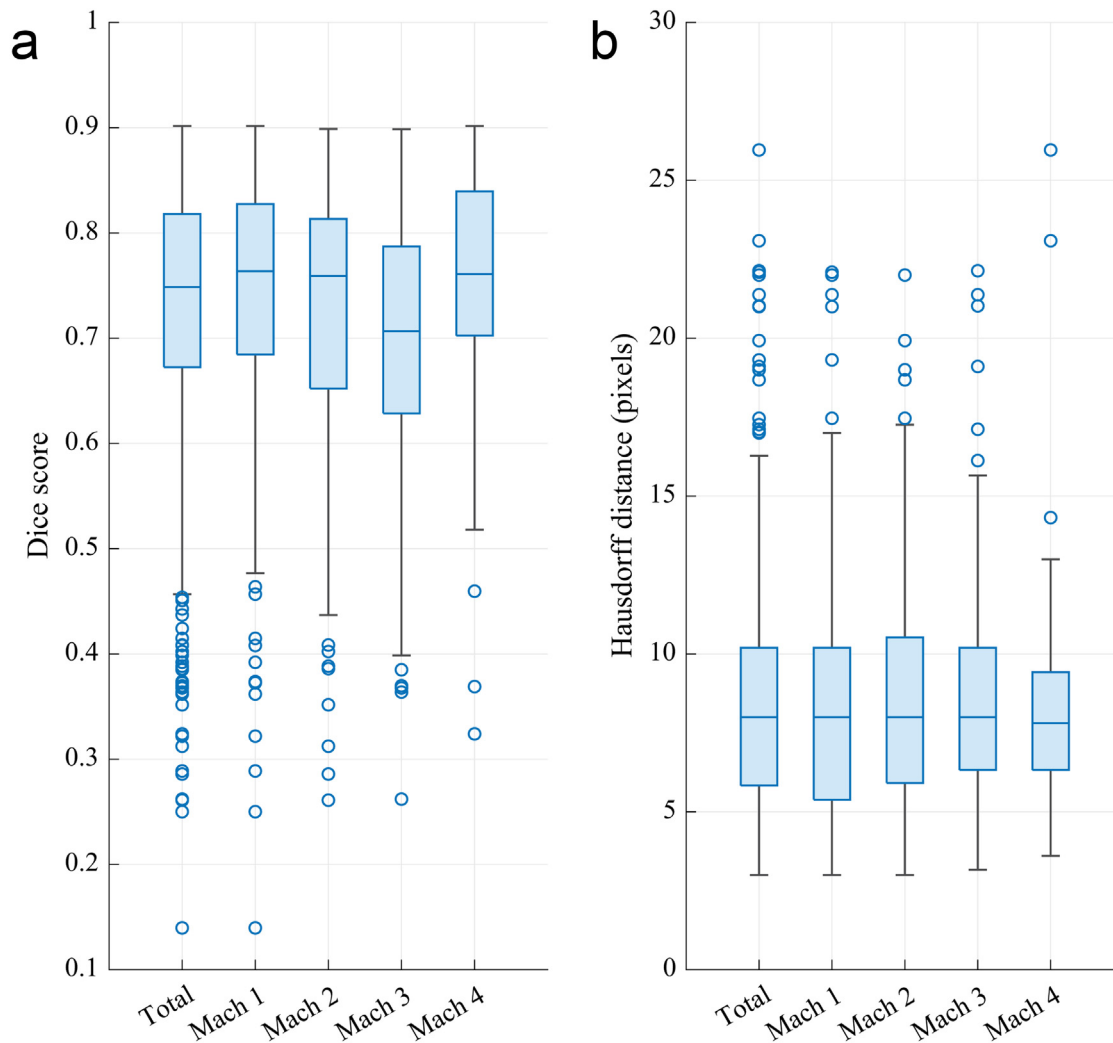 a
Dice score
1
0.9
0.8
0.7
0.6
0.5
0.4
0.3
0.2
0.1
Total
Mach 1
Mach 2
Mach 3
Mach 4
b
Hausdorff distance (pixels)
30
25
20
15
10
5
0
Total
Mach 1
Mach 2
Mach 3
Mach 4